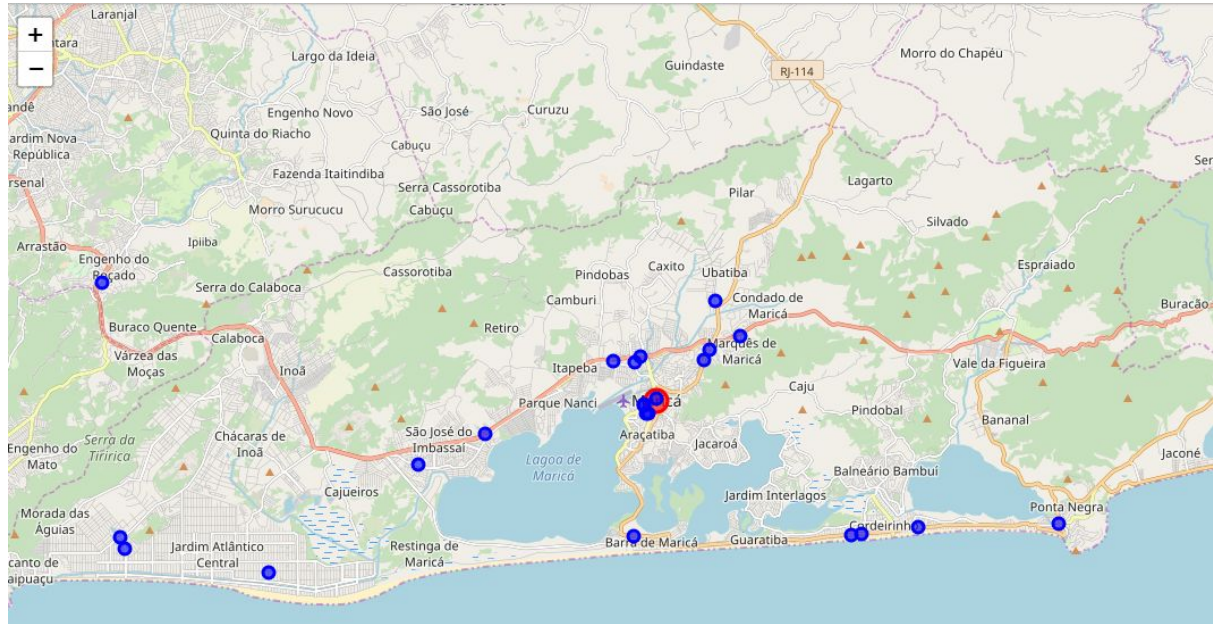 Laranjal
+
−
Largo da Ideia
Guindaste
RJ-114
Morro do Chapéu
Engenho Novo
São José
Curuzu
Quinta do Riacho
Jardim Nova
República
Cabuçu
Fazenda Itaitindiba
Serra Cassorotiba
Cabuçu
Pilar
Lagarto
Morro Surucucu
Silvado
Arrastão
Ipiiba
Engenho do
Roçado
Serra do Calaboca
Cassorotiba
Pindobas
Caxito
Ubatiba
Espraiado
Camburi
Condado de
Maricá
Buracão
Buraco Quente
Calaboca
Retiro
Várzea das
Moças
Inoã
Itapeba
Marquês de
Maricá
Vale da Figueira
Parque Nanci
Maricá
Caju
Pindobal
Bananal
Chácaras de
Inoã
São José do
Imbassaí
Araçatiba
Jacaroá
Engenho do
Mato
Serra da
Tiririca
Lagoa de
Maricá
Jaconé
Balneário Bambuí
Cajueiros
Jardim Interlagos
Morada das
Águias
Ponta Negra
Cordeirinho
Jardim Atlântico
Central
Restinga de
Maricá
Barra de Maricá
Guaratiba